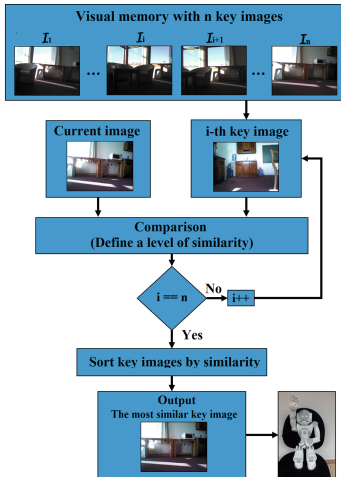 Visual memory with n key images
I1 Ii Ii+1 In
... ...
Current image
i-th key image
Comparison
(Define a level of similarity)
i == n
No
i++
Yes
Sort key images by similarity
Output
The most similar key image